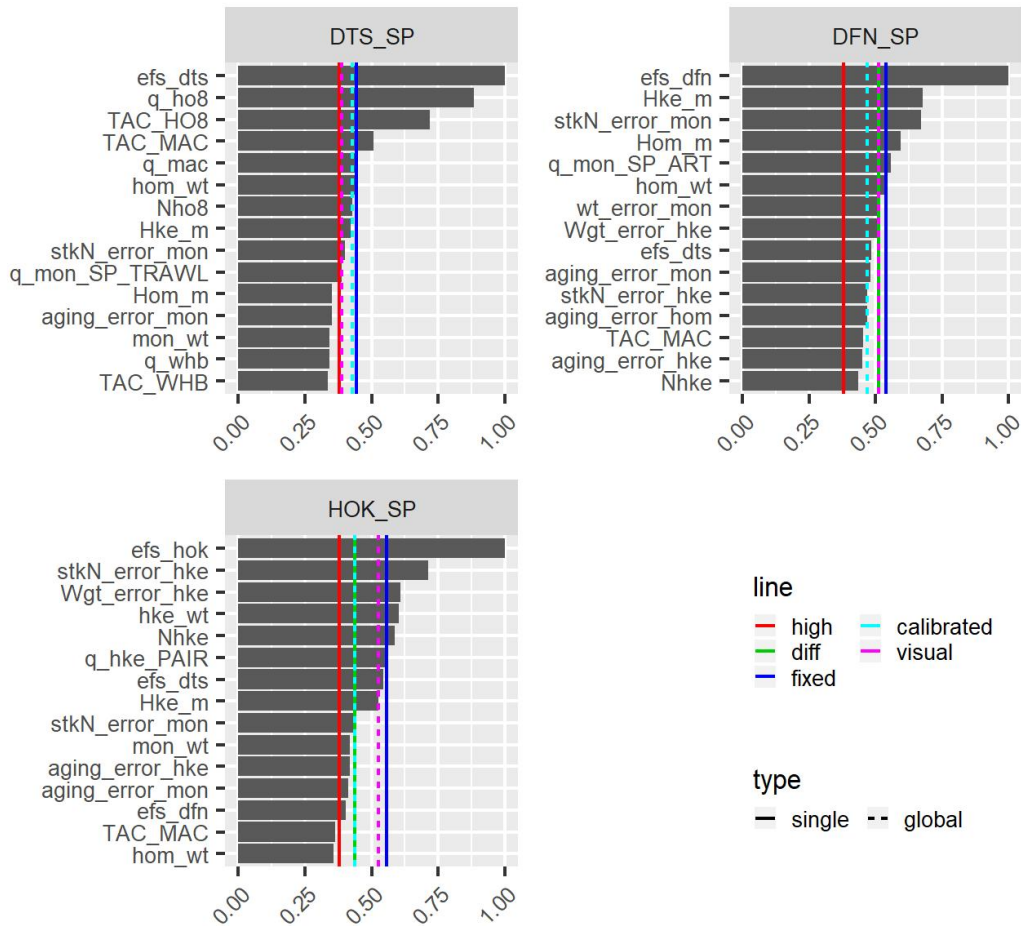 DTS_SP
efs_dts
q_ho8
TAC_HO8
TAC_MAC
q_mac
hom_wt
Nho8
Hke_m
stkN_error_mon
q_mon_SP_TRAWL
Hom_m
aging_error_mon
mon_wt
q_whb
TAC_WHB
0.00 0.25 0.50 0.75 1.00
DFN_SP
efs_dfn
Hke_m
stkN_error_mon
Hom_m
q_mon_SP_ART
hom_wt
wt_error_mon
Wgt_error_hke
efs_dts
aging_error_mon
stkN_error_hke
aging_error_hom
TAC_MAC
aging_error_hke
Nhke
0.00 0.25 0.50 0.75 1.00
HOK_SP
efs_hok
stkN_error_hke
Wgt_error_hke
hke_wt
Nhke
q_hke_PAIR
efs_dts
Hke_m
stkN_error_mon
mon_wt
aging_error_hke
aging_error_mon
efs_dfn
TAC_MAC
hom_wt
0.00 0.25 0.50 0.75 1.00
line
high calibrated
diff visual
fixed
type
single global